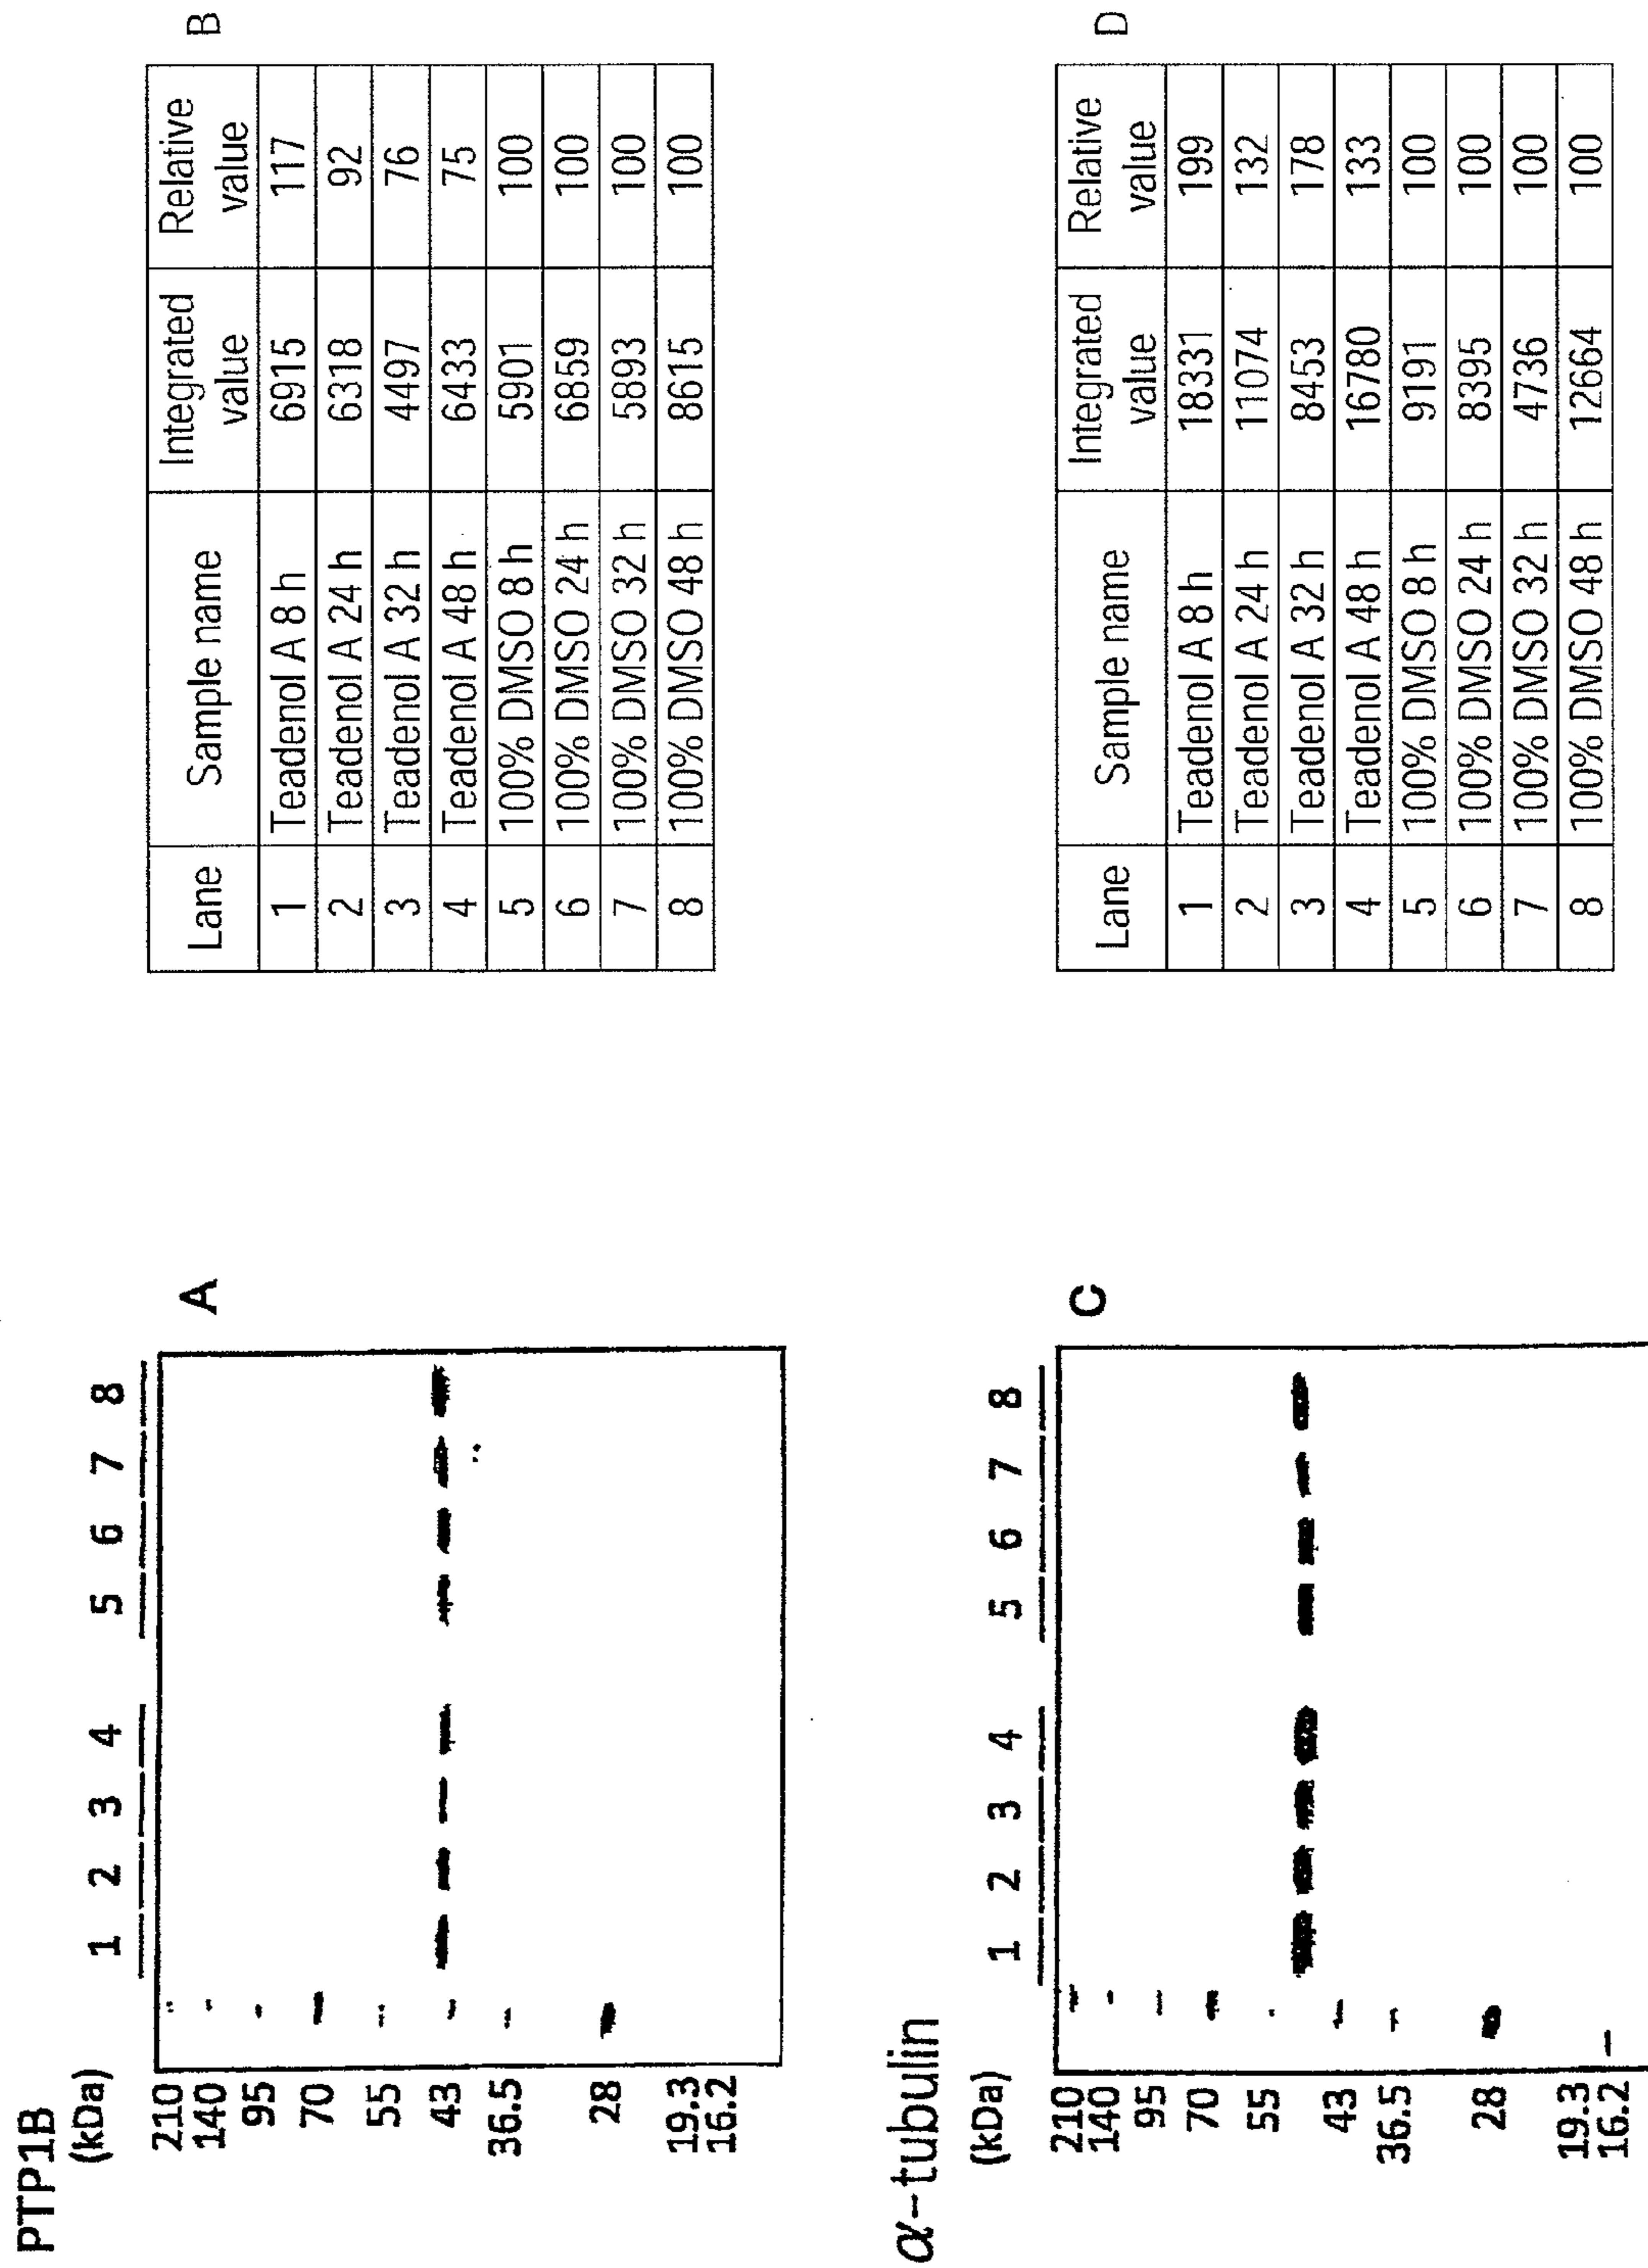 PTP1B
(kDa)
1 2 3 4 5 6 7 8
A
210
140
95
70
55
43
36.5
28
19.3
16.2
B
Lane Sample name Integrated value Relative value
1 Teadenol A 8 h 6915 117
2 Teadenol A 24 h 6318 92
3 Teadenol A 32 h 4497 76
4 Teadenol A 48 h 6433 75
5 100% DMSO 8 h 5901 100
6 100% DMSO 24 h 6859 100
7 100% DMSO 32 h 5893 100
8 100% DMSO 48 h 8615 100
α-tubulin
(kDa)
1 2 3 4 5 6 7 8
C
210
140
95
70
55
43
36.5
28
19.3
16.2
D
Lane Sample name Integrated value Relative value
1 Teadenol A 8 h 18331 199
2 Teadenol A 24 h 11074 132
3 Teadenol A 32 h 8453 178
4 Teadenol A 48 h 16780 133
5 100% DMSO 8 h 9191 100
6 100% DMSO 24 h 8395 100
7 100% DMSO 32 h 4736 100
8 100% DMSO 48 h 12664 100